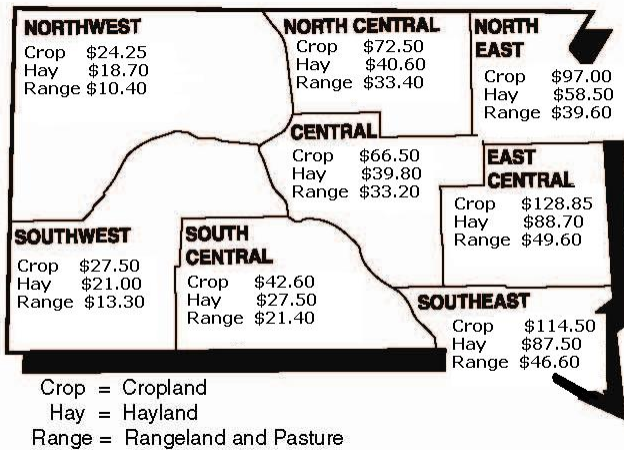 NORTHWEST
Crop $24.25
Hay $18.70
Range $10.40
NORTH CENTRAL
Crop $72.50
Hay $40.60
Range $33.40
NORTH
EAST
Crop $97.00
Hay $58.50
Range $39.60
CENTRAL
Crop $66.50
Hay $39.80
Range $33.20
EAST
CENTRAL
Crop $128.85
Hay $88.70
Range $49.60
SOUTHWEST
Crop $27.50
Hay $21.00
Range $13.30
SOUTH
CENTRAL
Crop $42.60
Hay $27.50
Range $21.40
SOUTHEAST
Crop $114.50
Hay $87.50
Range $46.60
Crop = Cropland
Hay = Hayland
Range = Rangeland and Pasture